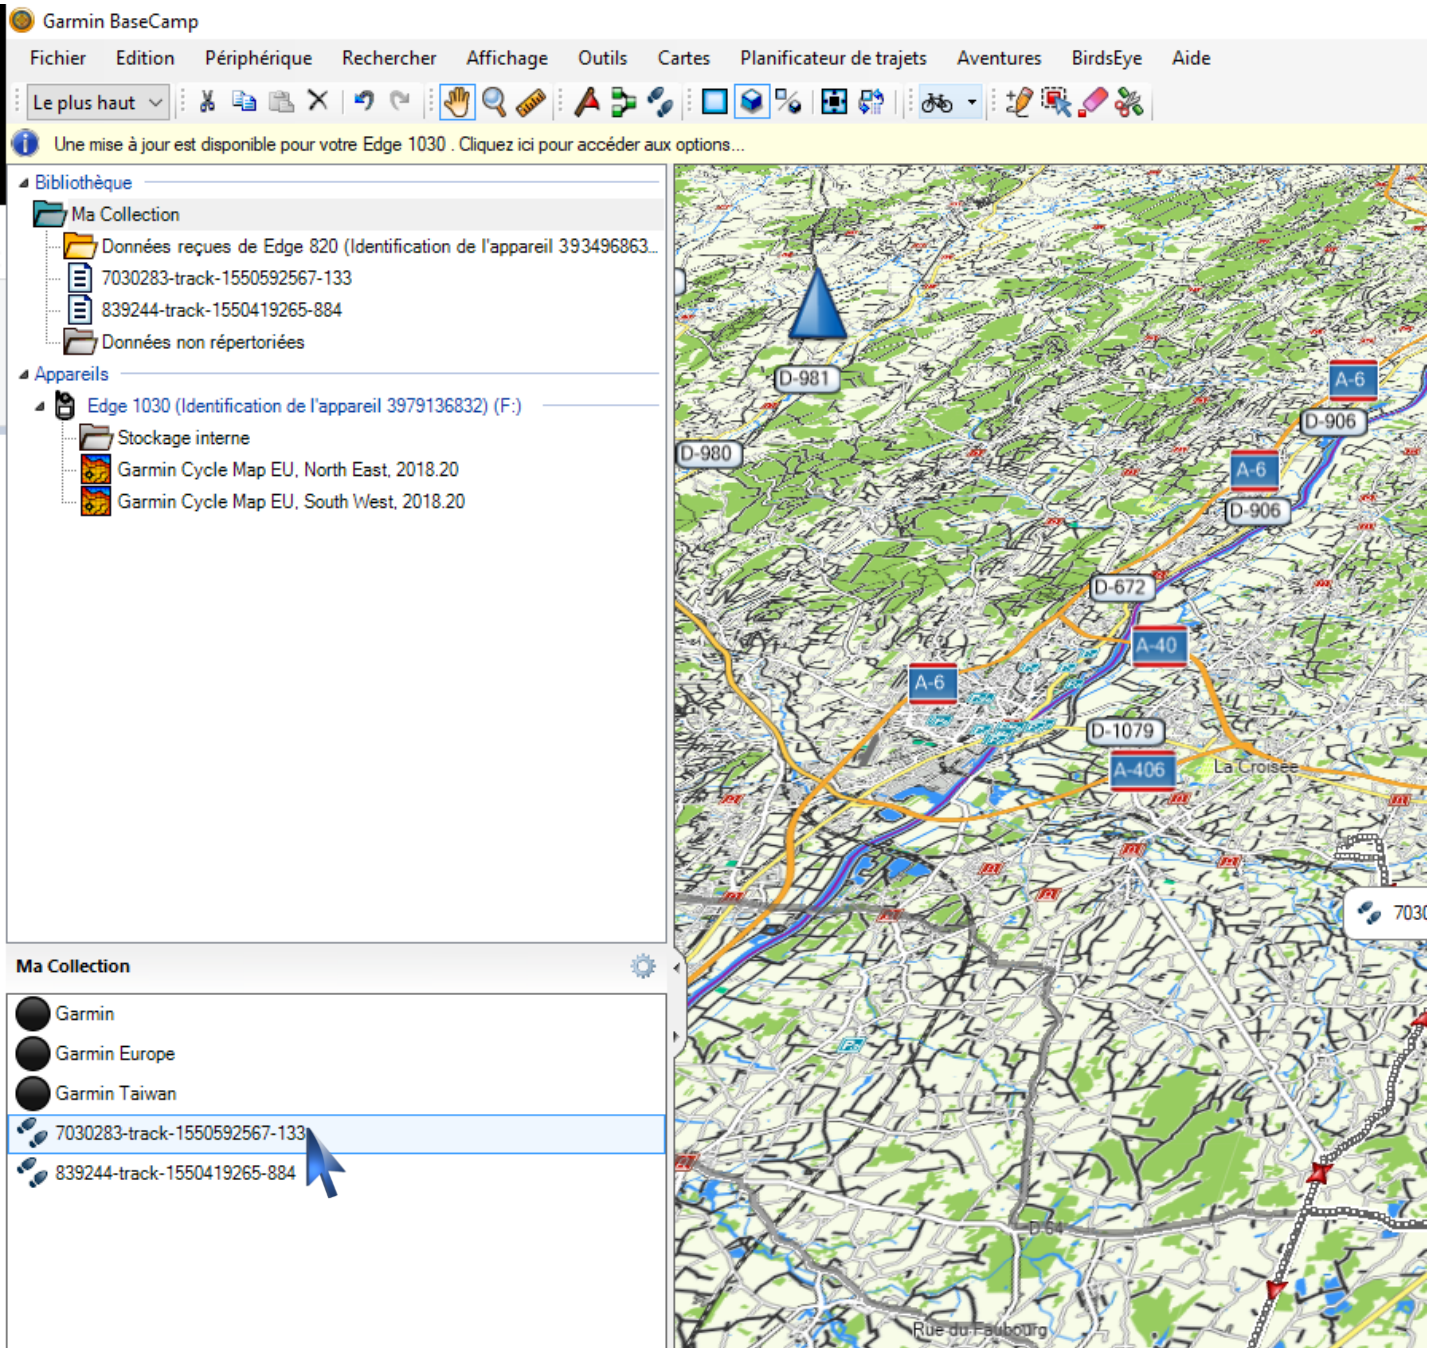 Garmin BaseCamp
Fichier Edition Périphérique Rechercher Affichage Outils Cartes Planificateur de trajets Aventures BirdsEye Aide
Le plus haut
Une mise à jour est disponible pour votre Edge 1030 . Cliquez ici pour accéder aux options...
Bibliothèque
Ma Collection
Données reçues de Edge 820 (Identification de l'appareil 393496863...
7030283-track-1550592567-133
839244-track-1550419265-884
Données non répertoriées
Appareils
Edge 1030 (Identification de l'appareil 3979136832) (F:)
Stockage interne
Garmin Cycle Map EU, North East, 2018.20
Garmin Cycle Map EU, South West, 2018.20
Ma Collection
Garmin
Garmin Europe
Garmin Taiwan
7030283-track-1550592567-133
839244-track-1550419265-884
D-981
A-6
D-906
D-980
A-6
D-906
D-672
A-40
A-6
D-1079
A-406
La Croisée
7030
D 64
Rue du Faubourg